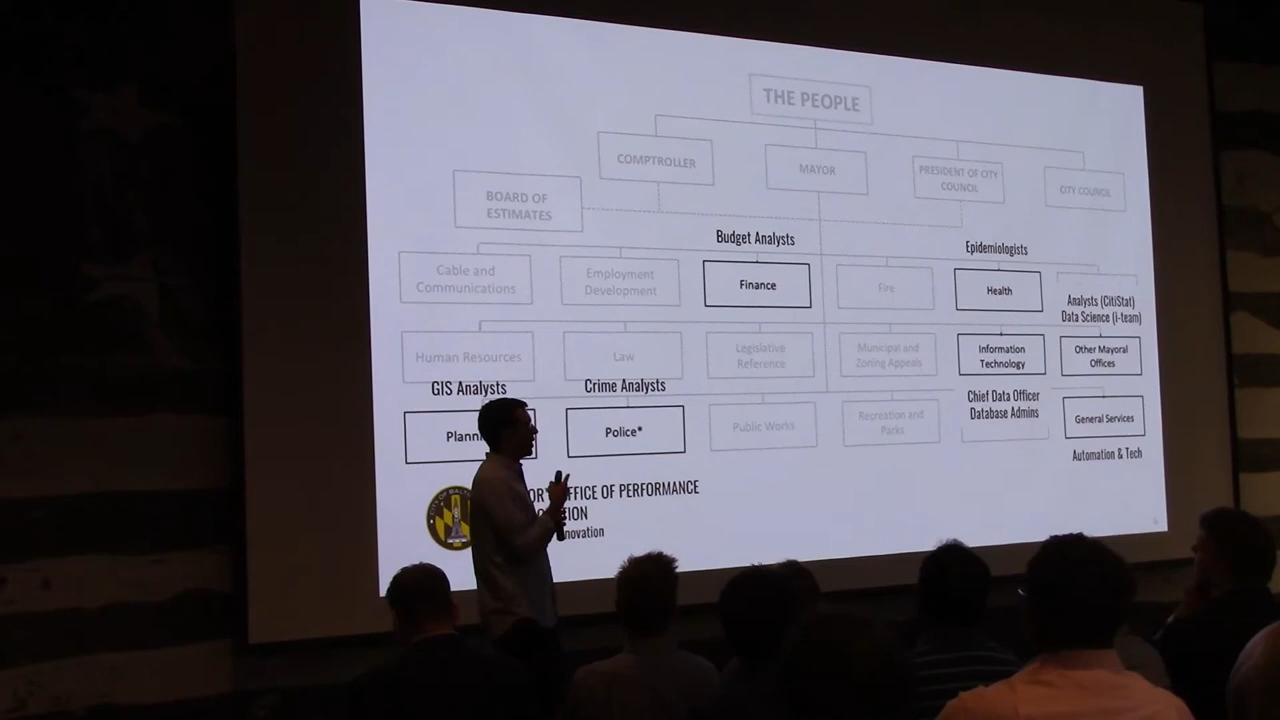 THE PEOPLE
COMPTROLLER
MAYOR
PRESIDENT OF CITY
COUNCIL
CITY COUNCIL
BOARD OF
ESTIMATES
Budget Analysts
Epidemiologists
Cable and
Communications
Employment
Development
Finance
Fire
Health
Analysts (CitiStat)
Data Science (i-team)
Human Resources
Law
Legislative
Reference
Municipal and
Zoning Appeals
Information
Technology
Other Mayoral
Offices
GIS Analysts
Crime Analysts
Chief Data Officer
Database Admins
Police*
Public Works
Recreation and
Parks
General Services
Automation & Tech
OF PERFORMANCE